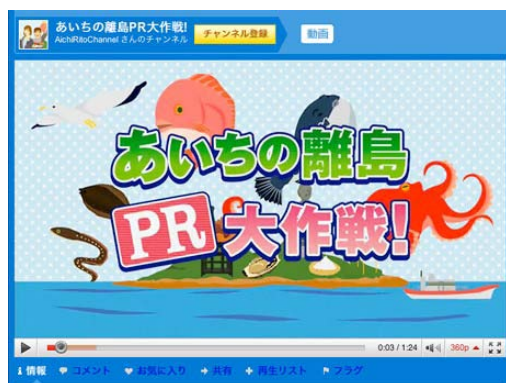 あいちの離島PR大作戦!
AichiRitoChannel さんのチャンネル
チャンネル登録
動画
あいちの離島
PR大作戦!
0:03 / 1:24
360p
情報 コメント お気に入り 共有 再生リスト フラグ